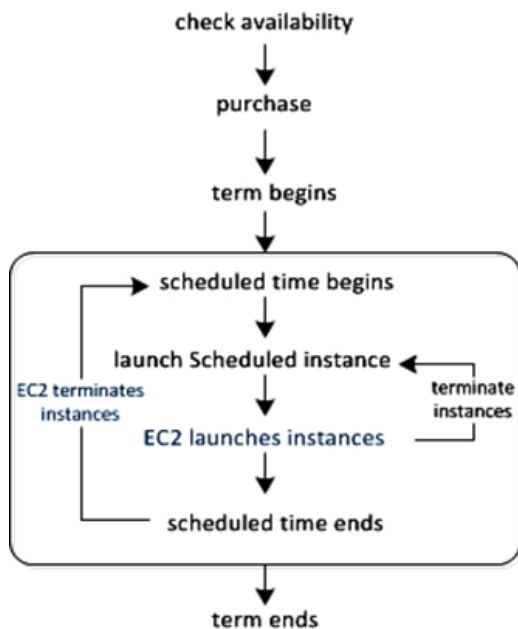 check availability
purchase
term begins
scheduled time begins
launch Scheduled instance
EC2 terminates
instances
terminate
instances
EC2 launches instances
scheduled time ends
term ends